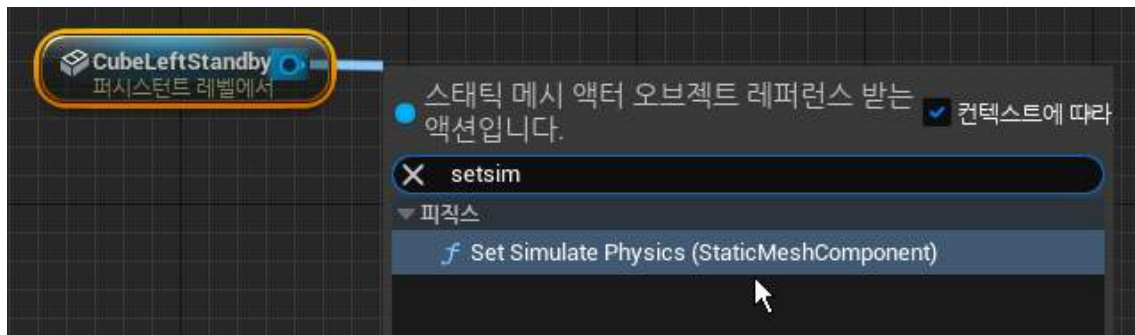 CubeLeftStandby
퍼시스턴트 레벨에서
스태틱 메시 액터 오브젝트 레퍼런스 받는
액션입니다.
컨텍스트에 따라
setsim
피직스
f Set Simulate Physics (StaticMeshComponent)